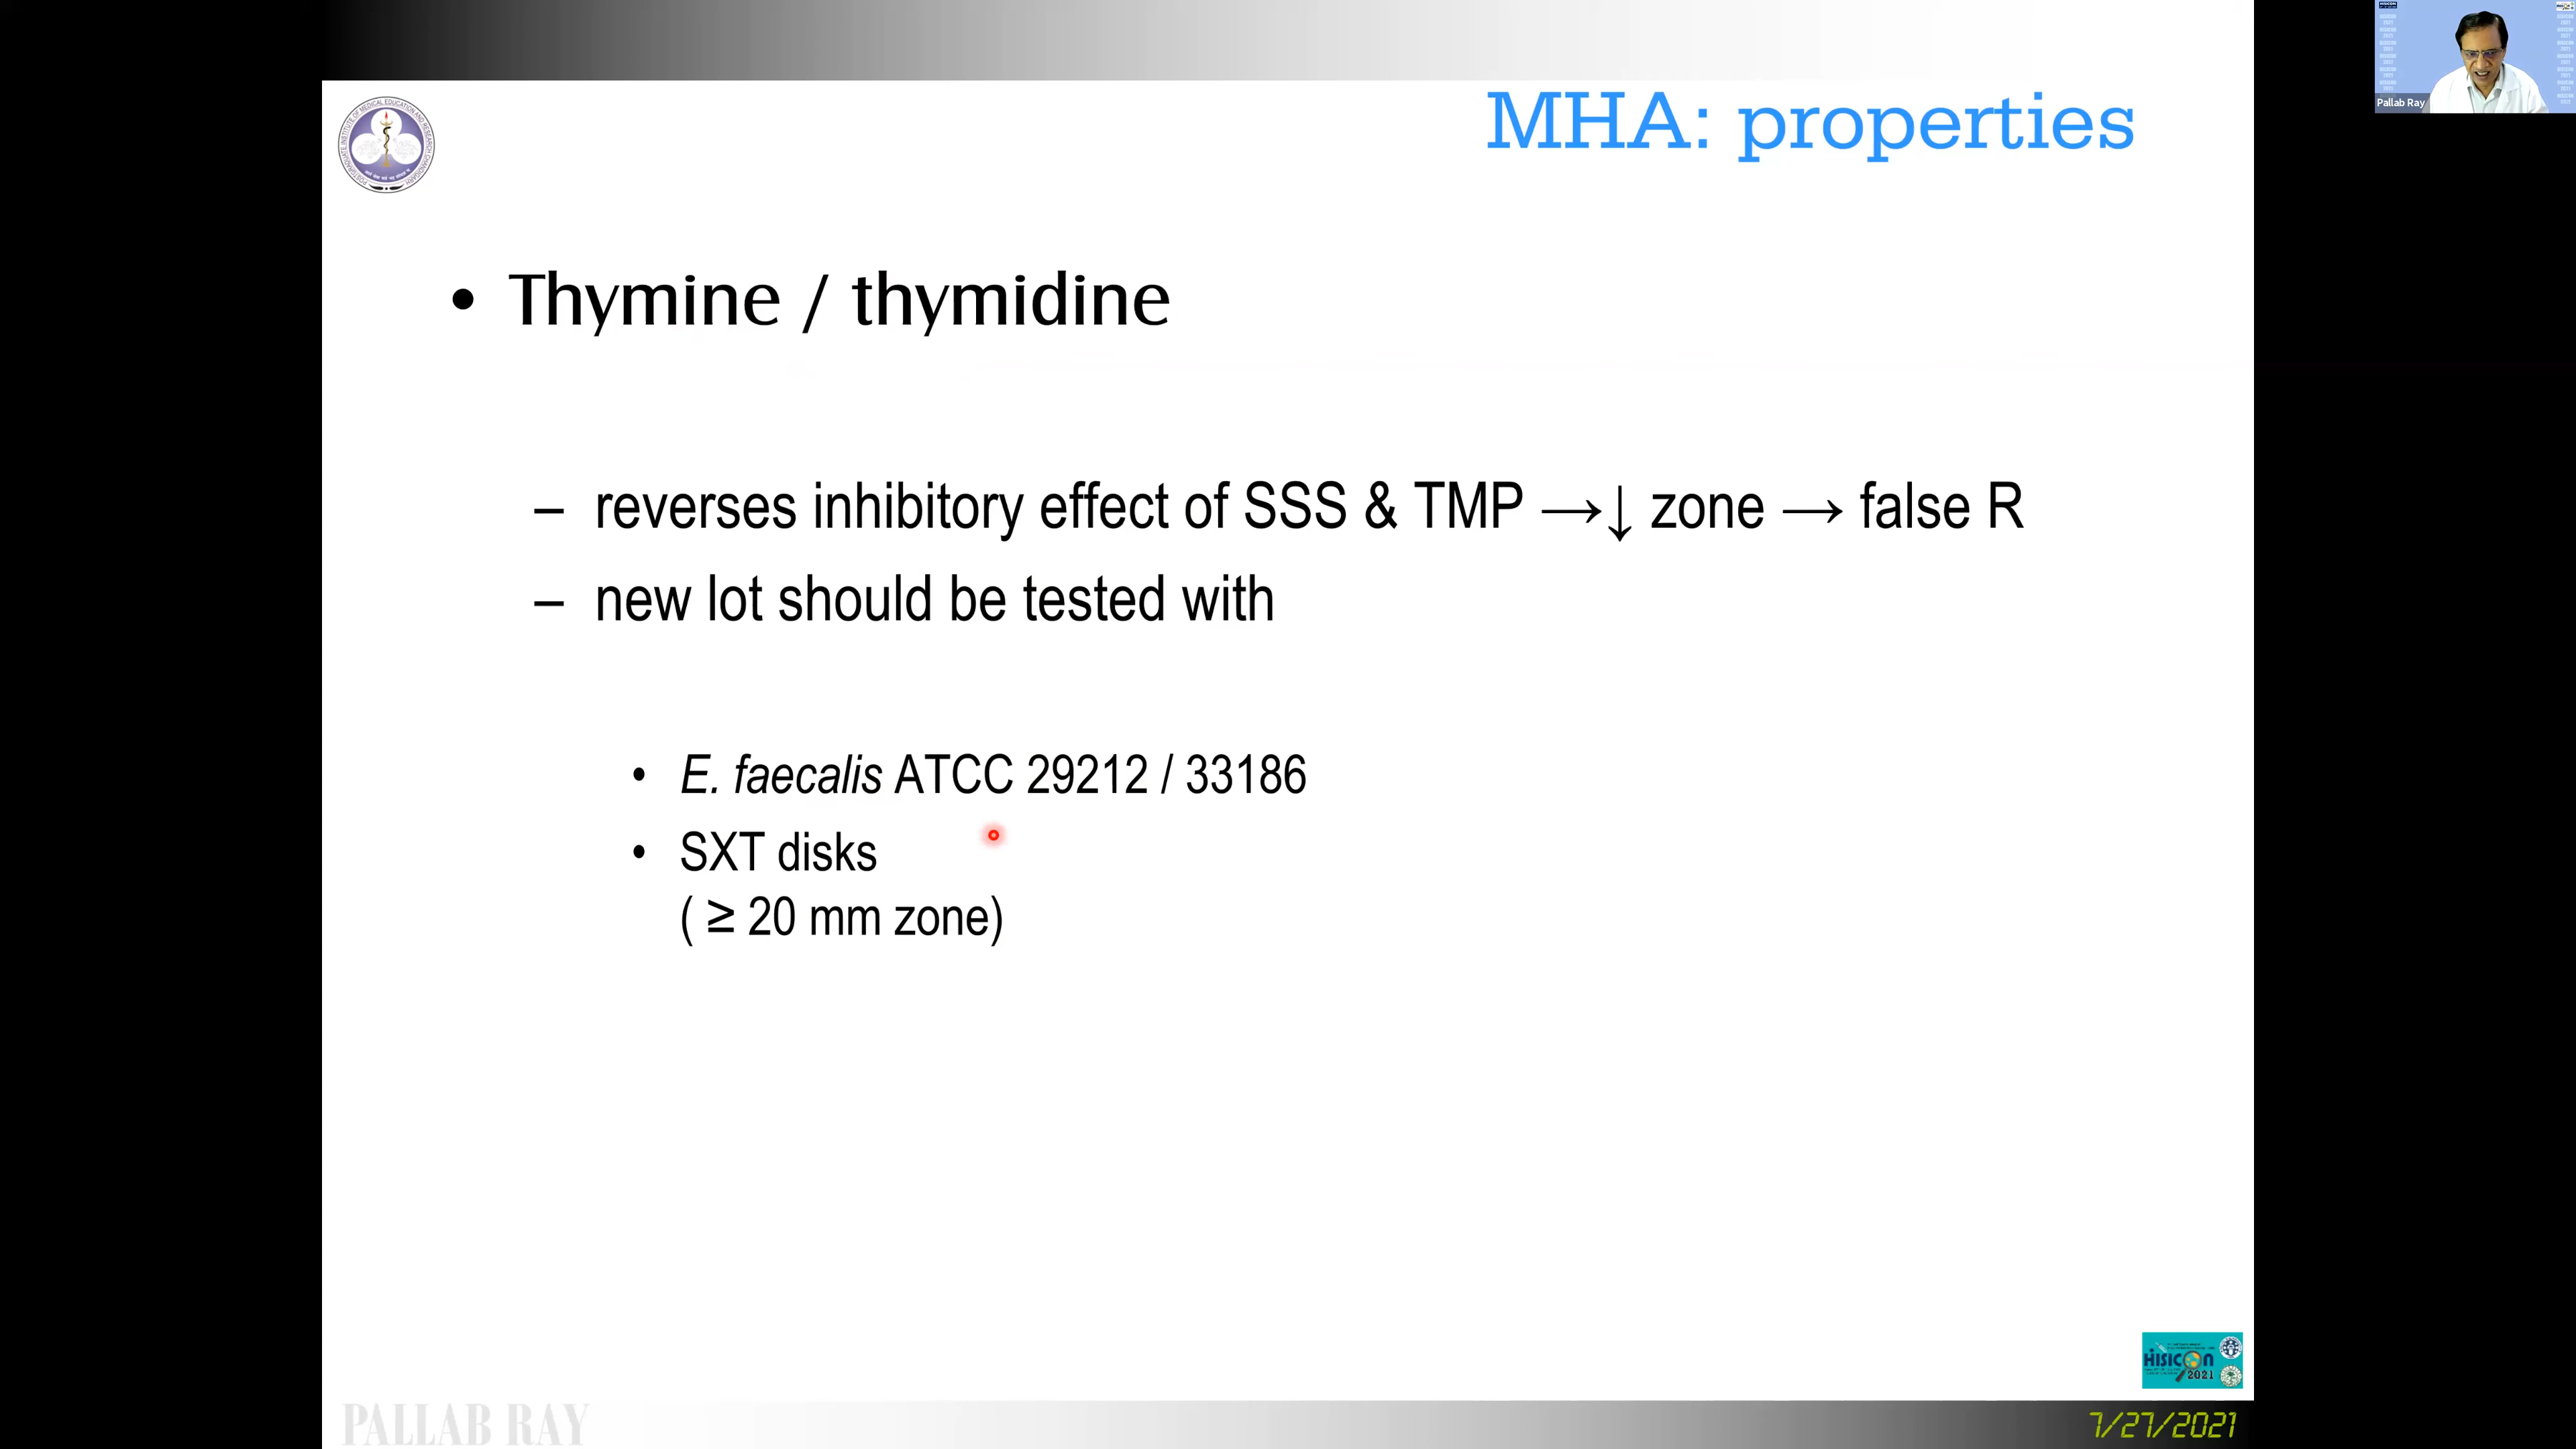 MHA: properties
Pallab Ray
• Thymine / thymidine
– reverses inhibitory effect of SSS & TMP →↓ zone → false R
– new lot should be tested with
• E. faecalis ATCC 29212 / 33186
• SXT disks
( ≥ 20 mm zone)
HISICON
2021
PALLAB RAY
7/27/2021